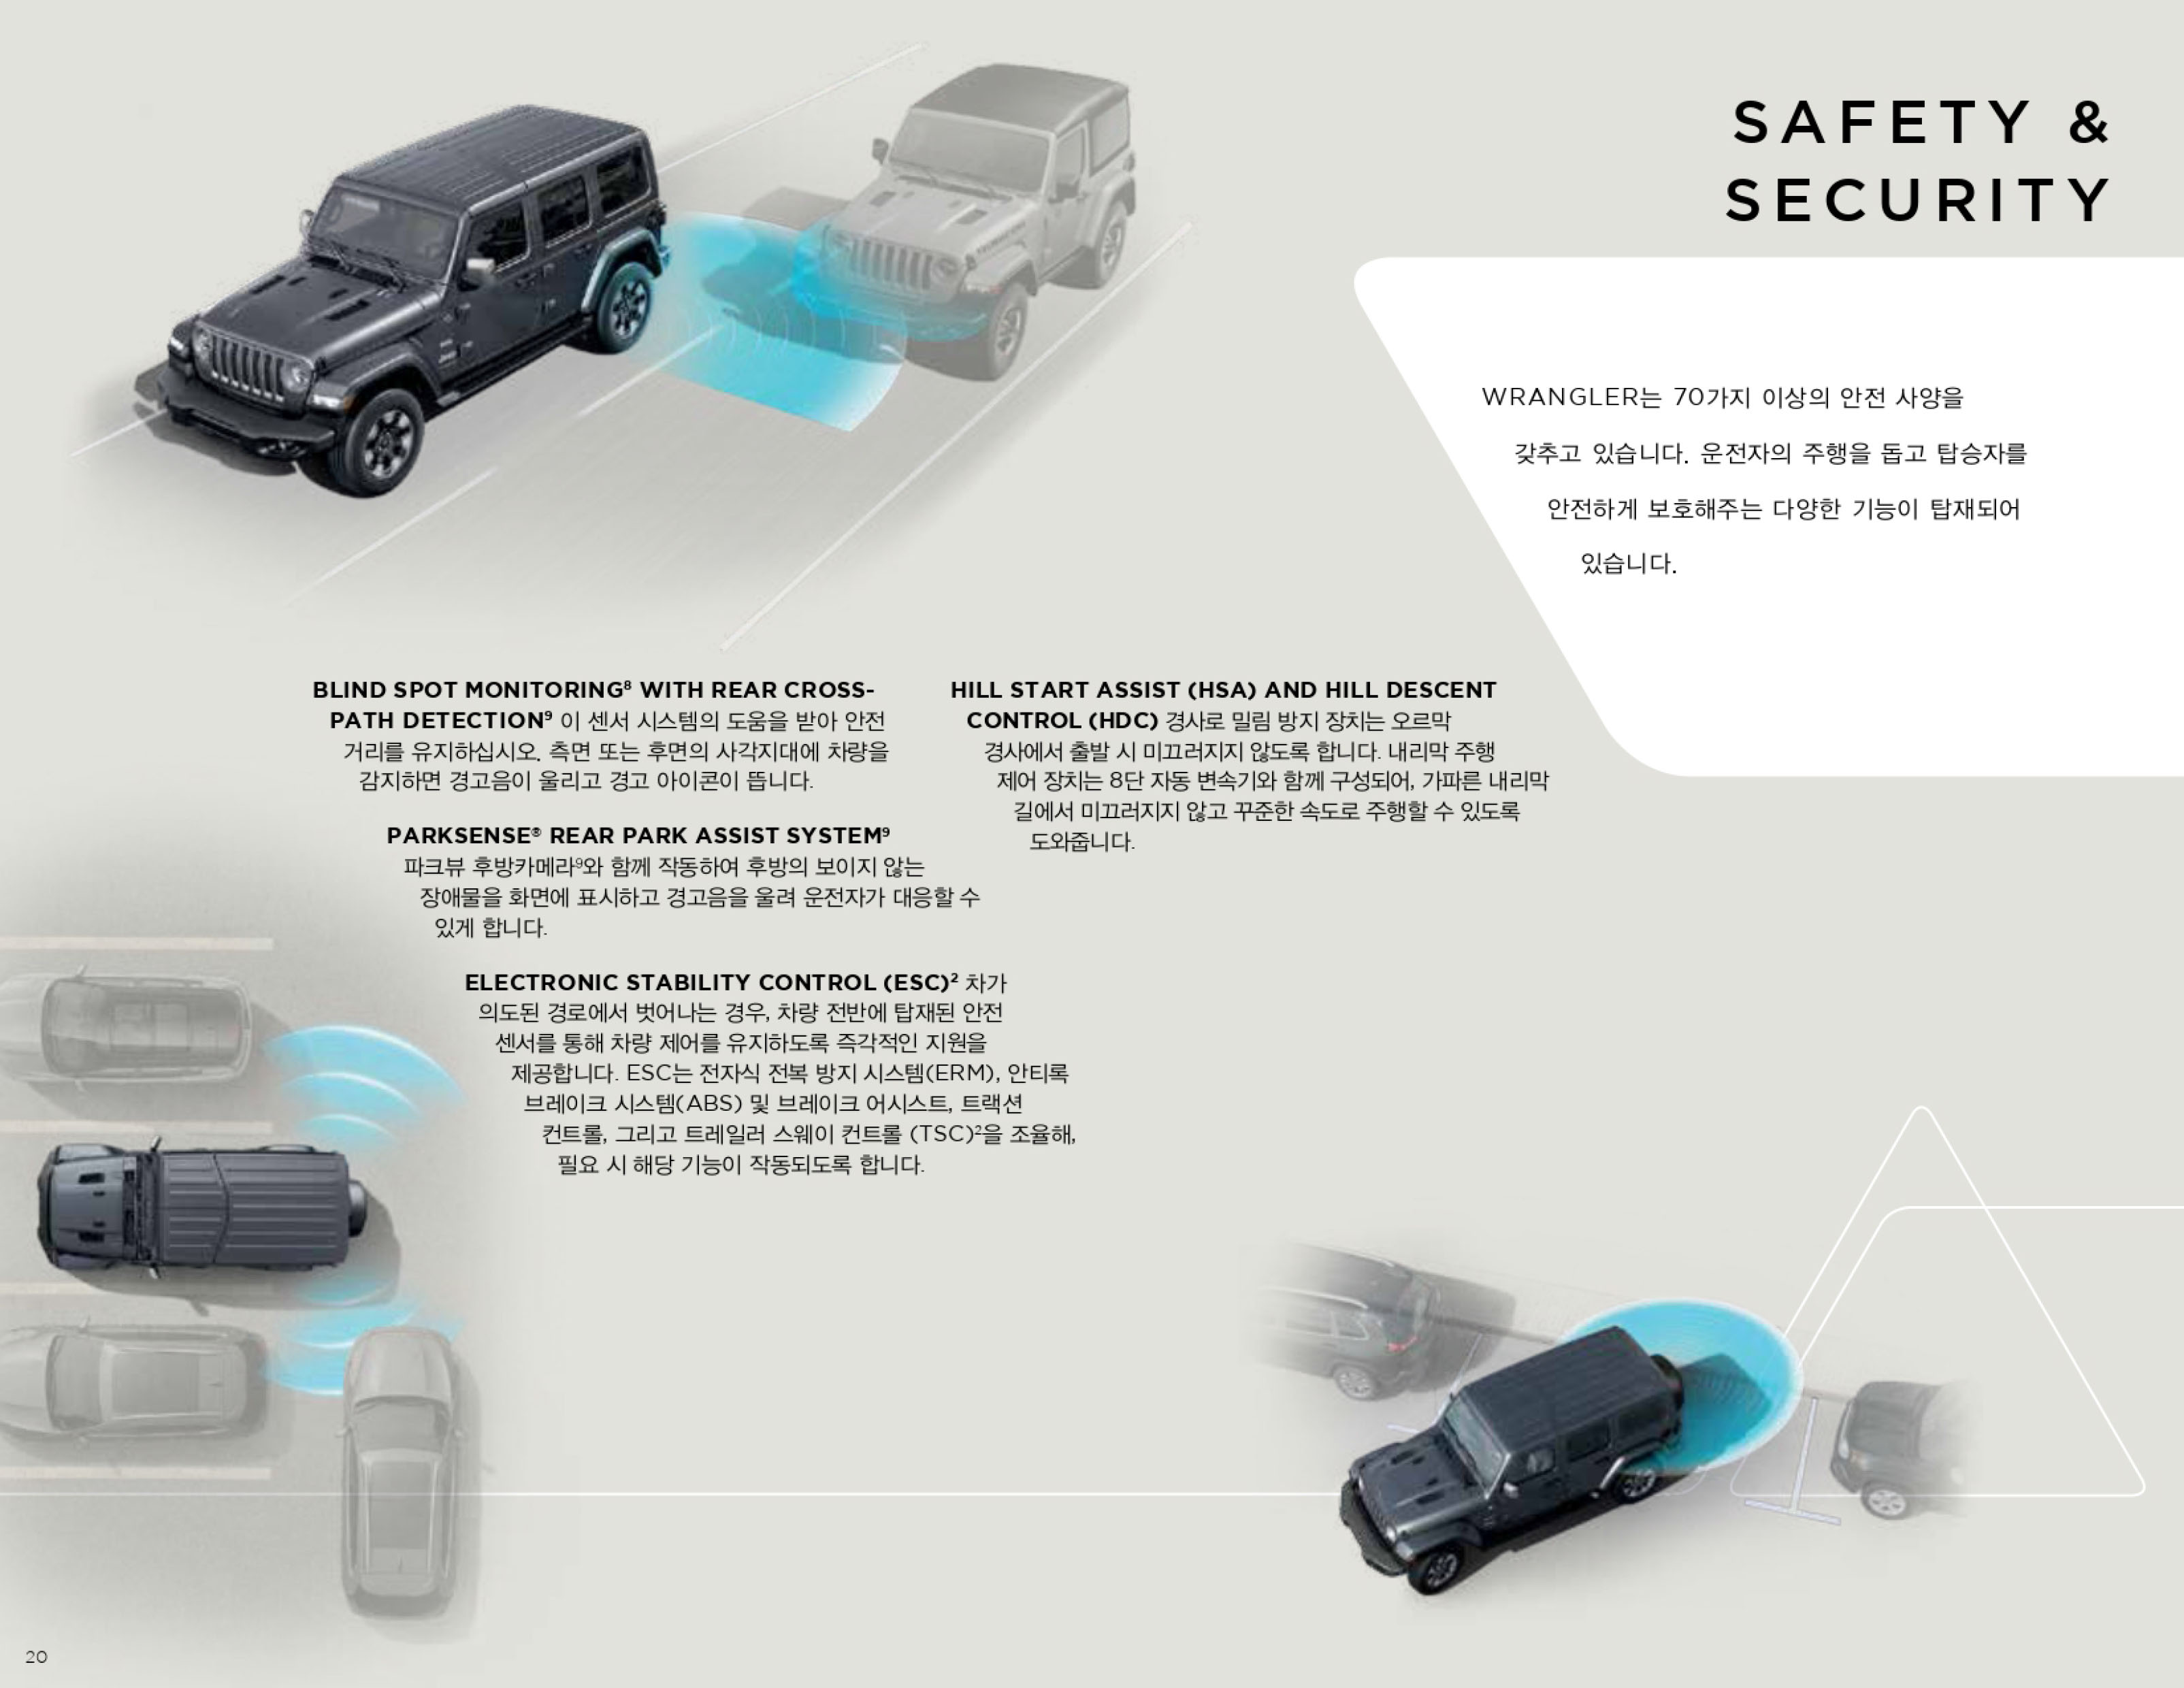 SAFETY &
SECURITY
WRANGLER는 70가지 이상의 안전 사양을
갖추고 있습니다. 운전자의 주행을 돕고 탑승자를
안전하게 보호해주는 다양한 기능이 탑재되어
있습니다.
BLIND SPOT MONITORING⁸ WITH REAR CROSS-
PATH DETECTION⁹ 이 센서 시스템의 도움을 받아 안전
거리를 유지하십시오. 측면 또는 후면의 사각지대에 차량을
감지하면 경고음이 울리고 경고 아이콘이 뜹니다.
PARKSENSE® REAR PARK ASSIST SYSTEM⁹
파크뷰 후방카메라⁹와 함께 작동하여 후방의 보이지 않는
장애물을 화면에 표시하고 경고음을 울려 운전자가 대응할 수
있게 합니다.
ELECTRONIC STABILITY CONTROL (ESC)² 차가
의도된 경로에서 벗어나는 경우, 차량 전반에 탑재된 안전
센서를 통해 차량 제어를 유지하도록 즉각적인 지원을
제공합니다. ESC는 전자식 전복 방지 시스템(ERM), 안티록
브레이크 시스템(ABS) 및 브레이크 어시스트, 트랙션
컨트롤, 그리고 트레일러 스웨이 컨트롤 (TSC)²을 조율해,
필요 시 해당 기능이 작동되도록 합니다.
HILL START ASSIST (HSA) AND HILL DESCENT
CONTROL (HDC) 경사로 밀림 방지 장치는 오르막
경사에서 출발 시 미끄러지지 않도록 합니다. 내리막 주행
제어 장치는 8단 자동 변속기와 함께 구성되어, 가파른 내리막
길에서 미끄러지지 않고 꾸준한 속도로 주행할 수 있도록
도와줍니다.
20